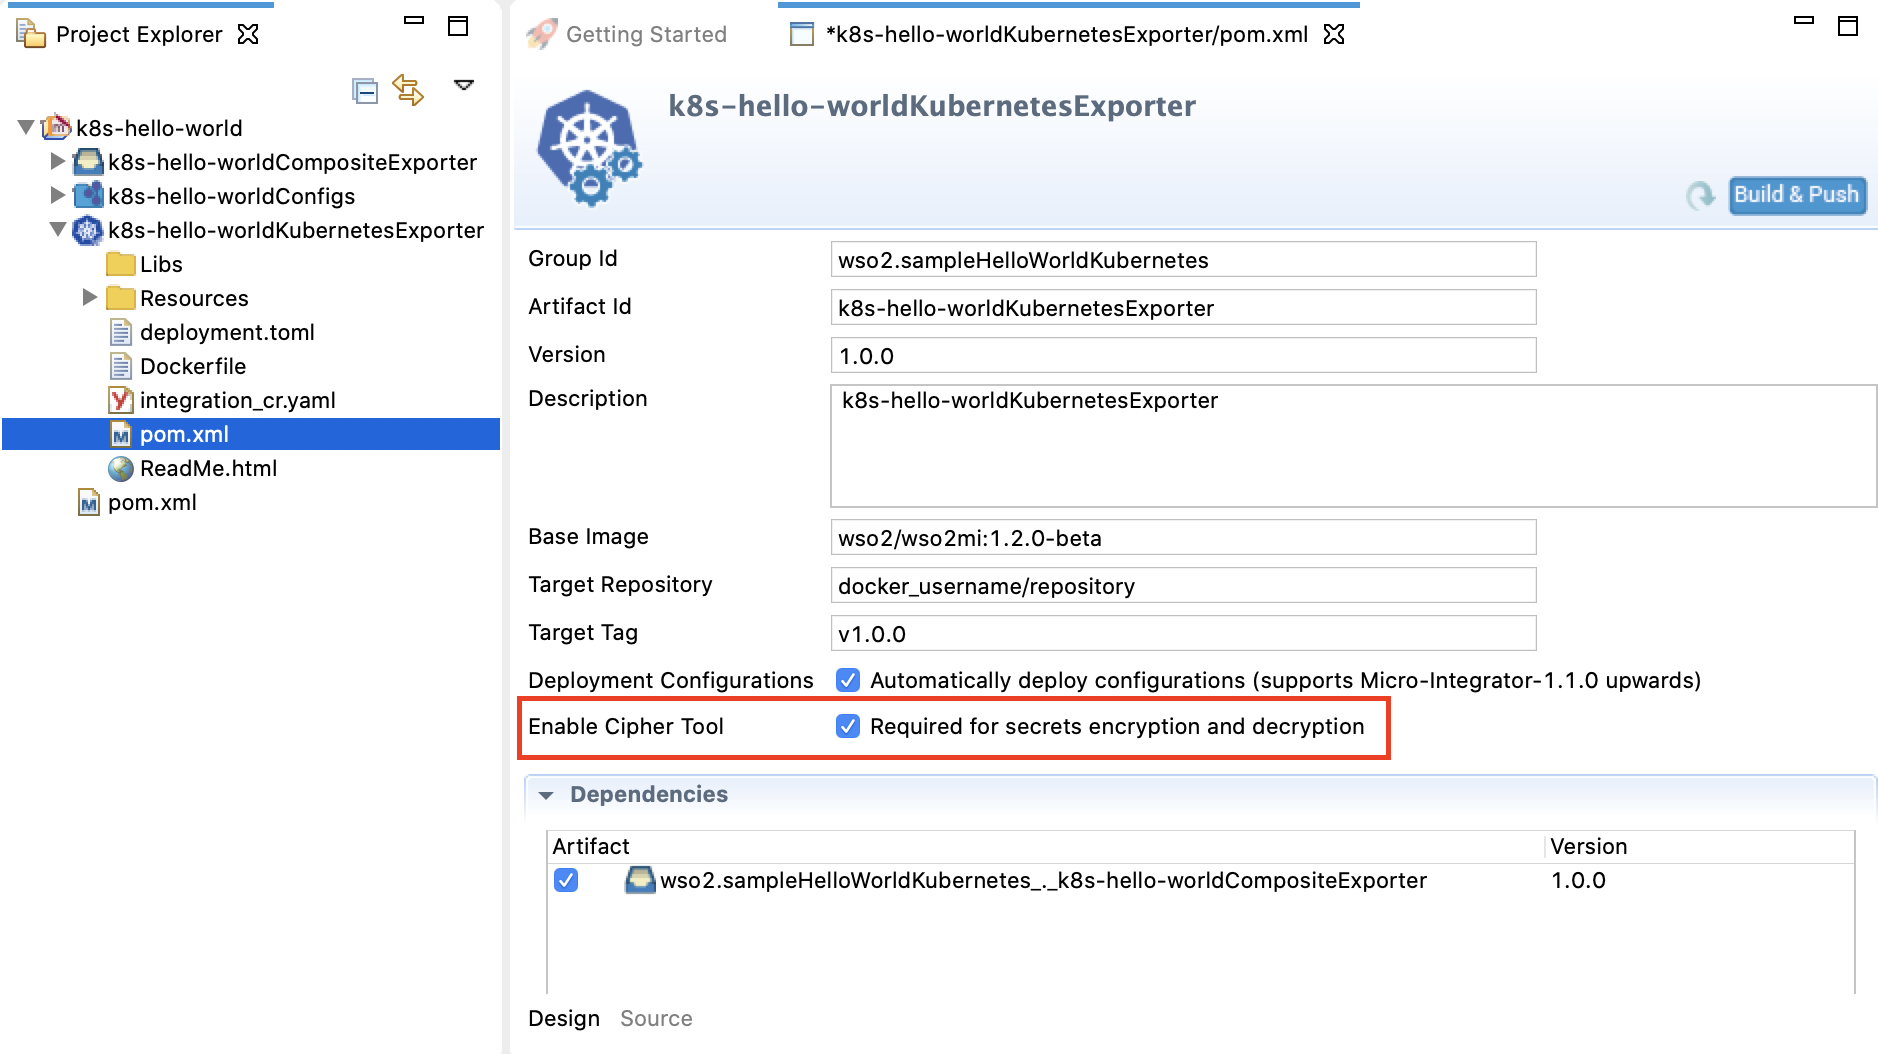 Project Explorer
k8s-hello-world
k8s-hello-worldCompositeExporter
k8s-hello-worldConfigs
k8s-hello-worldKubernetesExporter
Libs
Resources
deployment.toml
Dockerfile
integration_cr.yaml
pom.xml
ReadMe.html
pom.xml
Getting Started
*k8s-hello-worldKubernetesExporter/pom.xml
k8s-hello-worldKubernetesExporter
Build & Push
Group Id wso2.sampleHelloWorldKubernetes
Artifact Id k8s-hello-worldKubernetesExporter
Version 1.0.0
Description k8s-hello-worldKubernetesExporter
Base Image wso2/wso2mi:1.2.0-beta
Target Repository docker_username/repository
Target Tag v1.0.0
Deployment Configurations Automatically deploy configurations (supports Micro-Integrator-1.1.0 upwards)
Enable Cipher Tool Required for secrets encryption and decryption
Dependencies
Artifact Version
wso2.sampleHelloWorldKubernetes_._k8s-hello-worldCompositeExporter 1.0.0
Design Source